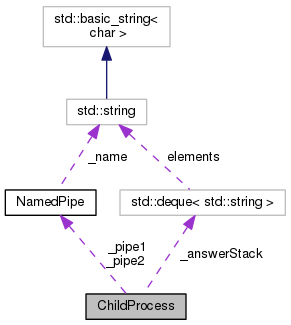 std::basic_string<
char >
std::string
_name
elements
NamedPipe
std::deque< std::string >
_pipe1
_pipe2
_answerStack
ChildProcess